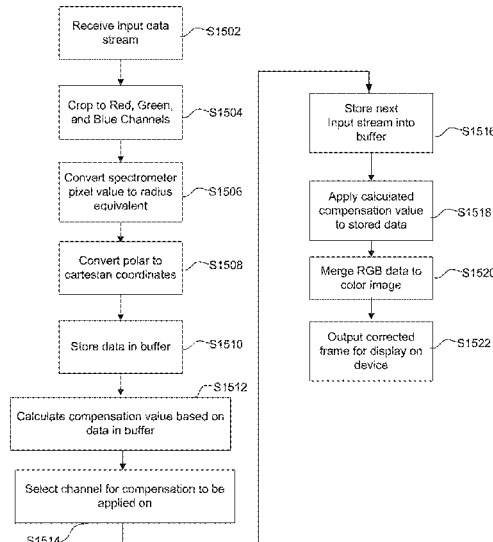 Receive input data
stream
S1502
Crop to Red, Green,
and Blue Channels
S1504
Convert spectrometer
pixel value to radius
equivalent
S1506
Convert polar to
cartesian coordinates
S1508
Store data in buffer
S1510
S1512
Calculate compensation value based on
data in buffer
Select channel for compensation to be
applied on
S1514
Store next
Input stream into
buffer
S1516
Apply calculated
compensation value
to stored data
S1518
Merge RGB data to
color image
S1520
Output corrected
frame for display on
device
S1522